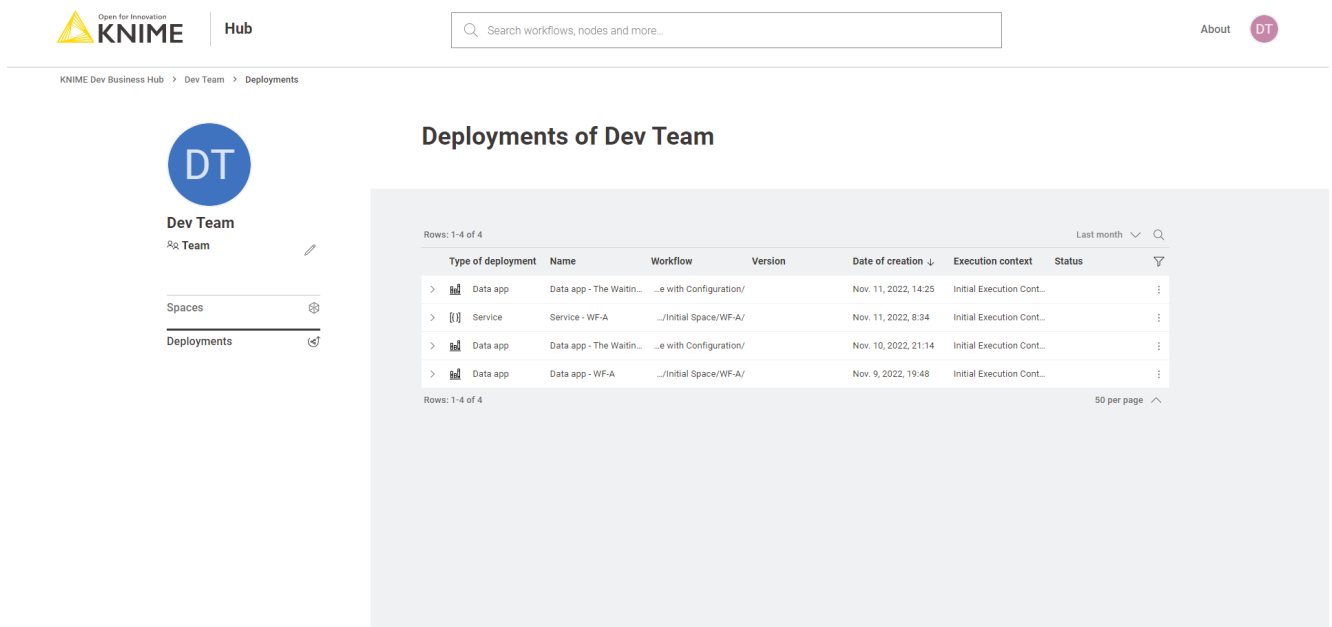 Open for Innovation
KNIME
Hub
Search workflows, nodes and more...
About
DT
KNIME Dev Business Hub > Dev Team > Deployments
DT
Dev Team
Team
Spaces
Deployments
Deployments of Dev Team
Rows: 1-4 of 4 Last month
Type of deployment Name Workflow Version Date of creation ↓ Execution context Status
Data app Data app - The Waitin... ...e with Configuration/ Nov. 11, 2022, 14:25 Initial Execution Cont...
Service Service - WF-A .../Initial Space/WF-A/ Nov. 11, 2022, 8:34 Initial Execution Cont...
Data app Data app - The Waitin... ...e with Configuration/ Nov. 10, 2022, 21:14 Initial Execution Cont...
Data app Data app - WF-A .../Initial Space/WF-A/ Nov. 9, 2022, 19:48 Initial Execution Cont...
Rows: 1-4 of 4 50 per page